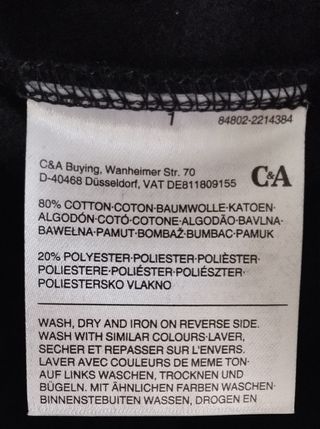 1
84802-2214384
C&A Buying, Wanheimer Str. 70
D-40468 Düsseldorf, VAT DE811809155
C&A
80% COTTON·COTON·BAUMWOLLE·KATOEN·
ALGODÓN·COTÓ·COTONE·ALGODÃO·BAVLNA·
BAWEŁNA·PAMUT·BOMBAŽ·BUMBAC·PAMUK
20% POLYESTER·POLIESTER·POLIÈSTER·
POLIESTERE·POLIÉSTER·POLIÉSZTER·
POLIESTERSKO VLAKNO
WASH, DRY AND IRON ON REVERSE SIDE.
WASH WITH SIMILAR COLOURS·LAVER,
SECHER ET REPASSER SUR L'ENVERS.
LAVER AVEC COULEURS DE MEME TON·
AUF LINKS WASCHEN, TROCKNEN UND
BÜGELN. MIT ÄHNLICHEN FARBEN WASCHEN·
BINNENSTEBUITEN WASSEN, DROGEN EN